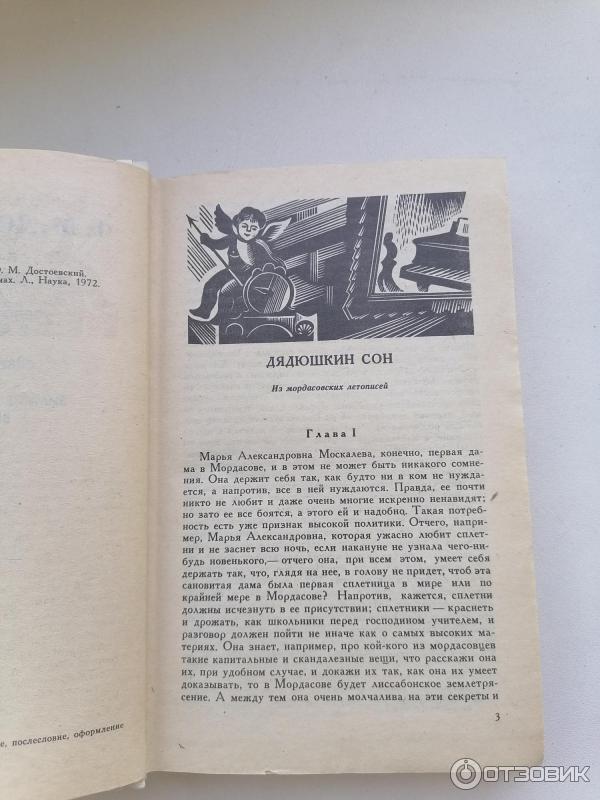 . М. Достоевский,
мах. Л., Наука, 1972.
е, послесловие, оформление
ДЯДЮШКИН СОН
Из мордасовских летописей
Глава I
Марья Александровна Москалева, конечно, первая да-
ма в Мордасове, и в этом не может быть никакого сомне-
ния. Она держит себя так, как будто ни в ком не нужда-
ется, а напротив, все в ней нуждаются. Правда, ее почти
никто не любит и даже очень многие искренно ненавидят;
но зато ее все боятся, а этого ей и надобно. Такая потреб-
ность есть уже признак высокой политики. Отчего, напри-
мер, Марья Александровна, которая ужасно любит сплет-
ни и не заснет всю ночь, если накануне не узнала чего-ни-
будь новенького,— отчего она, при всем этом, умеет себя
держать так, что, глядя на нее, в голову не придет, чтоб эта
сановитая дама была первая сплетница в мире или по
крайней мере в Мордасове? Напротив, кажется, сплетни
должны исчезнуть в ее присутствии; сплетники — краснеть
и дрожать, как школьники перед господином учителем, и
разговор должен пойти не иначе как о самых высоких ма-
териях. Она знает, например, про кой-кого из мордасовцев
такие капитальные и скандалезные вещи, что расскажи она
их, при удобном случае, и докажи их так, как она их умеет
доказывать, то в Мордасове будет лиссабонское землетря-
сение. А между тем она очень молчалива на эти секреты и
3
ОТЗОВИК